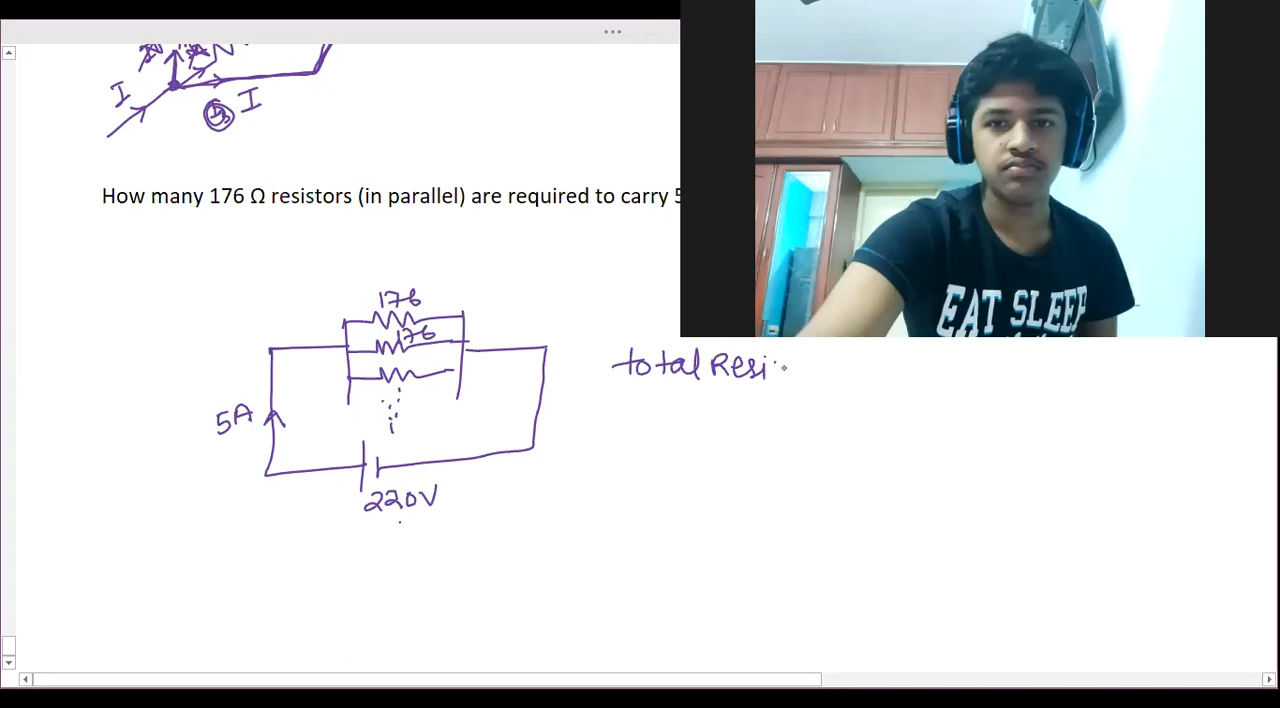 I
I
How many 176 Ω resistors (in parallel) are required to carry 5
EAT SLEEP
176
176
total Resi
5A
220V